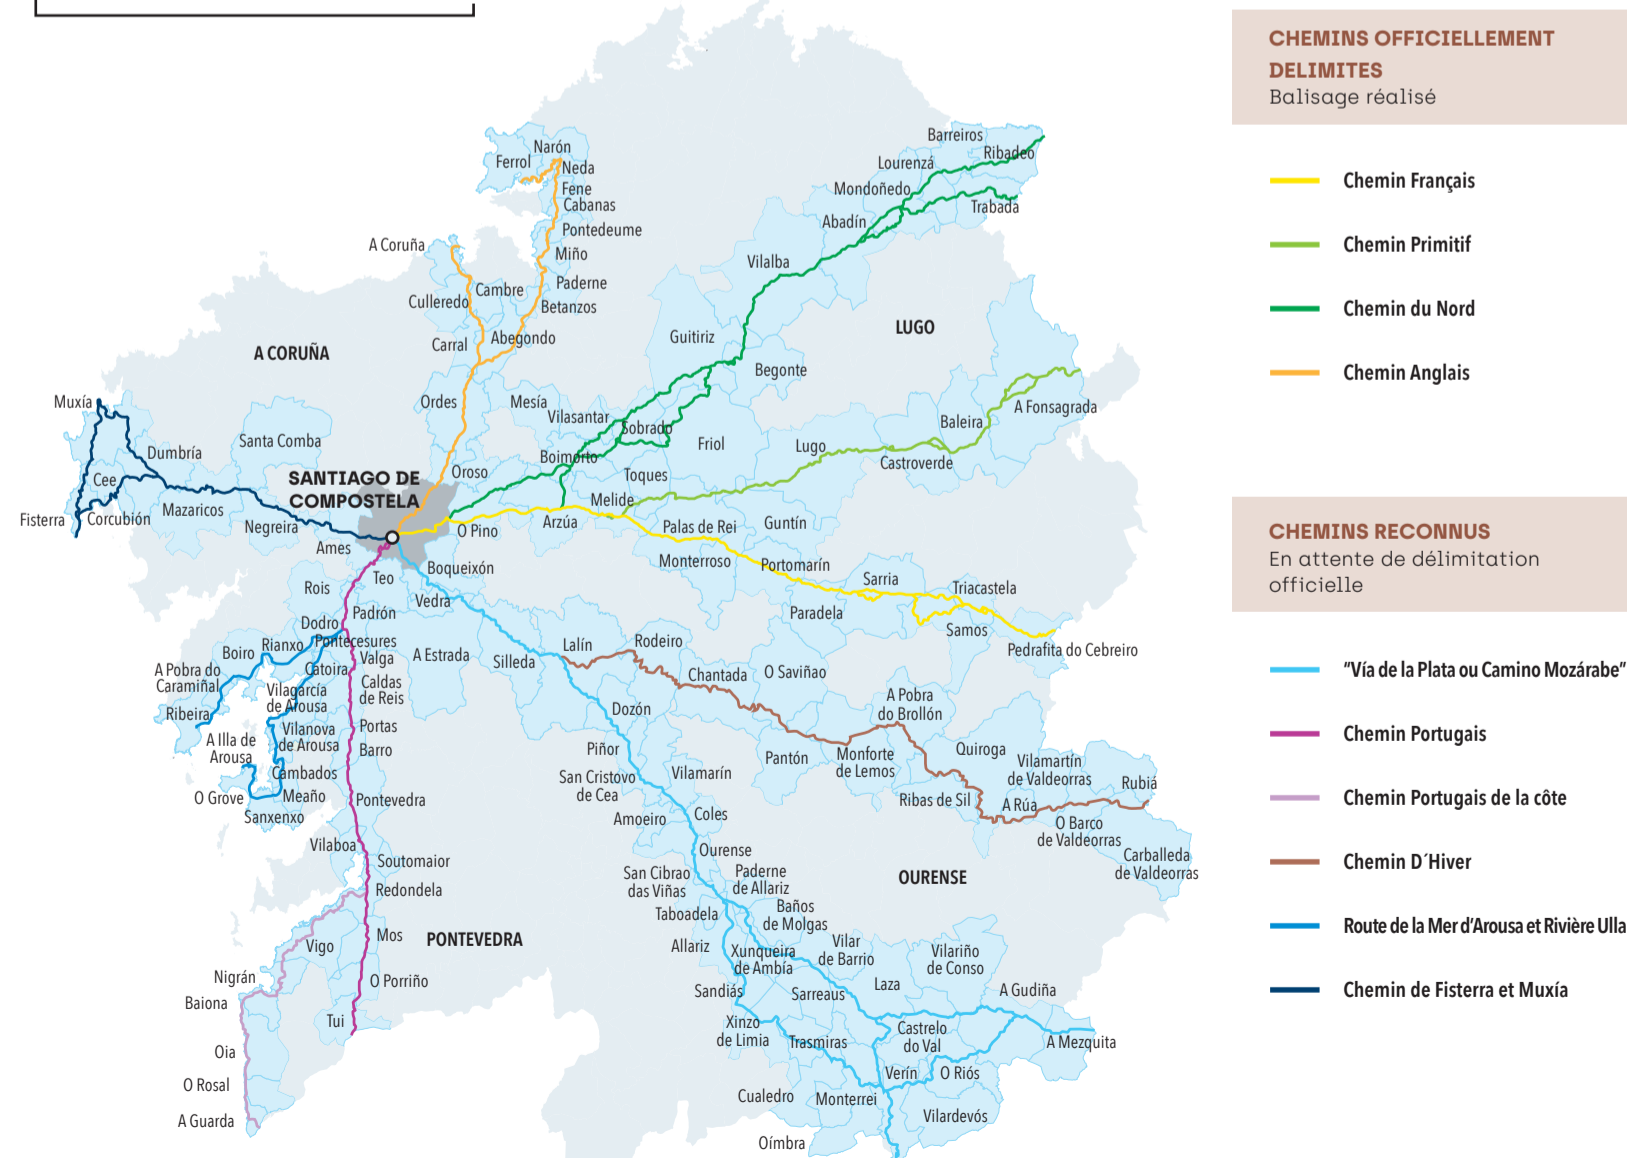 CHEMINS OFFICIELLEMENT
DELIMITES
Balisage réalisé
Chemin Français
Chemin Primitif
Chemin du Nord
Chemin Anglais
CHEMINS RECONNUS
En attente de délimitation
officielle
"Vía de la Plata ou Camino Mozárabe"
Chemin Portugais
Chemin Portugais de la côte
Chemin D´Hiver
Route de la Mer d'Arousa et Rivière Ulla
Chemin de Fisterra et Muxía
Barreiros
Narón
Ribadeo
Ferrol
Lourenzá
Neda
Fene
Mondoñedo
Cabanas
Trabada
Abadín
Pontedeume
A Coruña
Miño
Vilalba
Paderne
Cambre
Culleredo
Betanzos
LUGO
Guitiriz
Abegondo
Carral
A CORUÑA
Begonte
Muxía
Ordes
Mesía
A Fonsagrada
Vilasantar
Baleira
Sobrado
Santa Comba
Friol
Lugo
Dumbría
Boimorto
Castroverde
Oroso
Toques
SANTIAGO DE
COMPOSTELA
Cee
Melide
Mazaricos
Fisterra
Corcubión
Arzúa
Guntín
Negreira
Palas de Rei
O Pino
Ames
Monterroso
Portomarín
Boqueixón
Teo
Sarria
Rois
Triacastela
Vedra
Padrón
Paradela
Dodro
Samos
Pontecesures
Rianxo
Rodeiro
Lalín
Pedrafita do Cebreiro
Boiro
A Estrada
Valga
Silleda
Catoira
A Pobra do
Caramiñal
Chantada
O Saviñao
Caldas
de Reis
Vilagarcía
de Arousa
A Pobra
do Brollón
Ribeira
Dozón
Portas
Vilanova
de Arousa
A Illa de
Arousa
Barro
Piñor
Quiroga
Pantón
Monforte
de Lemos
Vilamartín
de Valdeorras
Cambados
Vilamarín
San Cristovo
de Cea
Rubiá
Meaño
O Grove
Pontevedra
Ribas de Sil
A Rúa
Sanxenxo
Coles
Amoeiro
O Barco
de Valdeorras
Vilaboa
Ourense
Soutomaior
Carballeda
de Valdeorras
San Cibrao
das Viñas
Paderne
de Allariz
OURENSE
Redondela
Baños
de Molgas
Taboadela
Mos
PONTEVEDRA
Vigo
Allariz
Vilar
de Barrio
Xunqueira
de Ambía
Vilariño
de Conso
Nigrán
O Porriño
Laza
Sandiás
Sarreaus
A Gudiña
Baiona
Tui
Xinzo
de Limia
Castrelo
do Val
Trasmiras
A Mezquita
Oia
Verín
O Riós
O Rosal
Cualedro
Monterrei
A Guarda
Vilardevós
Oímbra